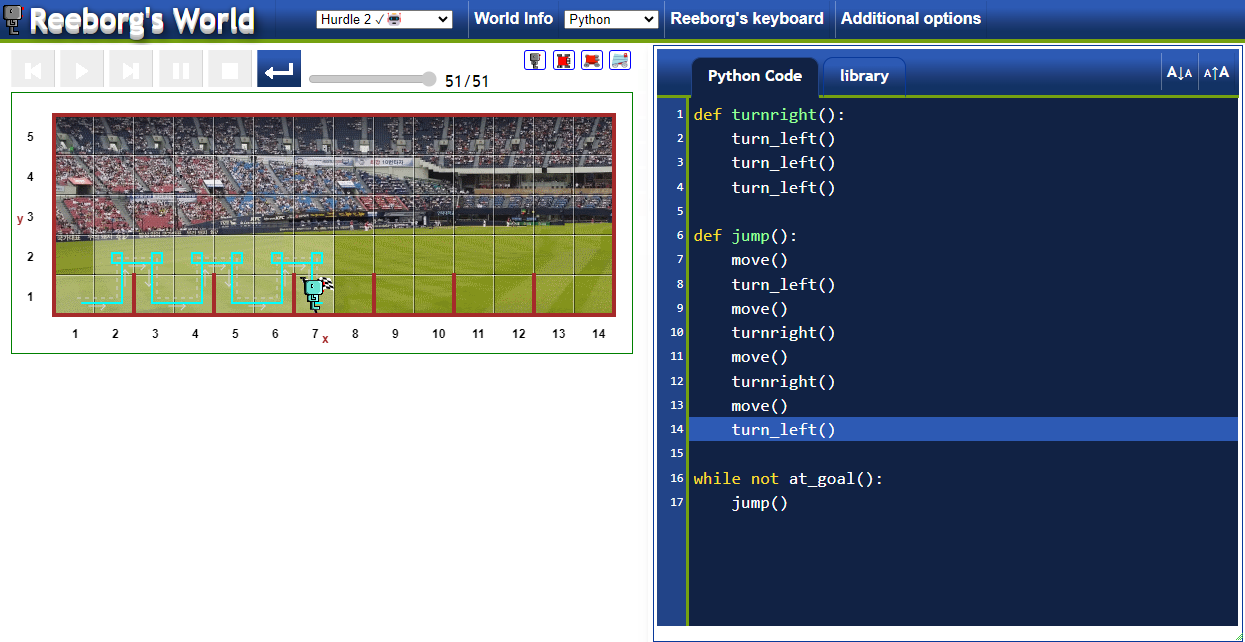 Reeborg's World
Hurdle 2 ✓
World Info
Python
Reeborg's keyboard
Additional options
51/51
Python Code
library
A↓A
A↑A
5
4
y 3
2
1
1 2 3 4 5 6 7 x 8 9 10 11 12 13 14
1 def turnright():
2     turn_left()
3     turn_left()
4     turn_left()
5
6 def jump():
7     move()
8     turn_left()
9     move()
10     turnright()
11     move()
12     turnright()
13     move()
14     turn_left()
15
16 while not at_goal():
17     jump()